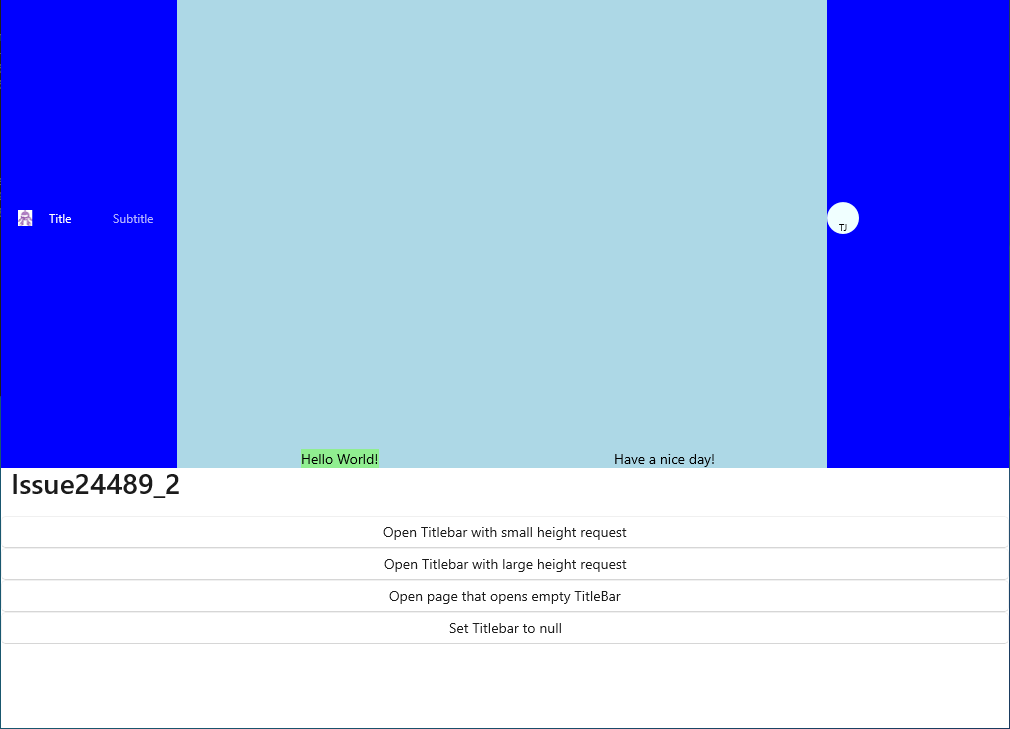 Title Subtitle TJ
Hello World! Have a nice day!
Issue24489_2
Open Titlebar with small height request
Open Titlebar with large height request
Open page that opens empty TitleBar
Set Titlebar to null